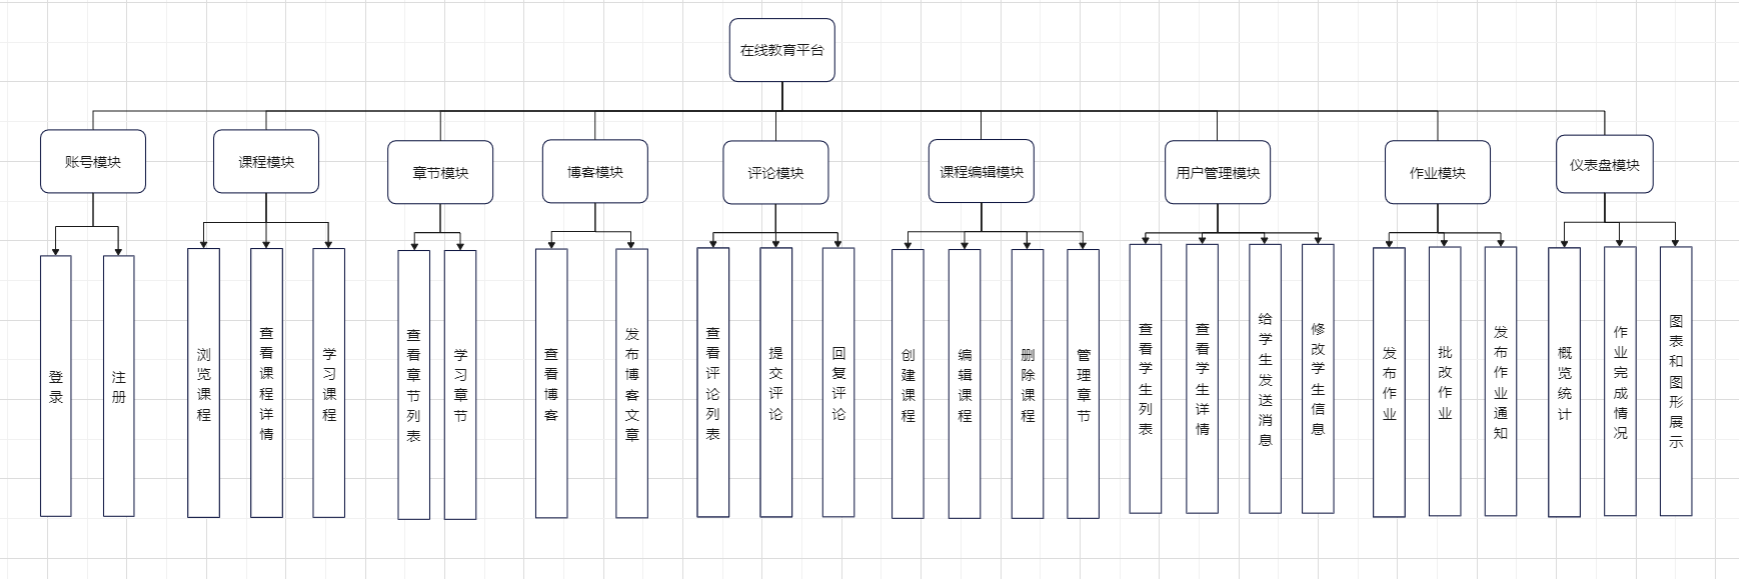 在线教育平台
账号模块
课程模块
章节模块
博客模块
评论模块
课程编辑模块
用户管理模块
作业模块
仪表盘模块
登录
注册
浏览课程
查看课程详情
学习课程
查看章节列表
学习章节
查看博客
发布博客文章
查看评论列表
提交评论
回复评论
创建课程
编辑课程
删除课程
管理章节
查看学生列表
查看学生详情
给学生发送消息
修改学生信息
发布作业
批改作业
发布作业通知
概览统计
作业完成情况
图表和图形展示